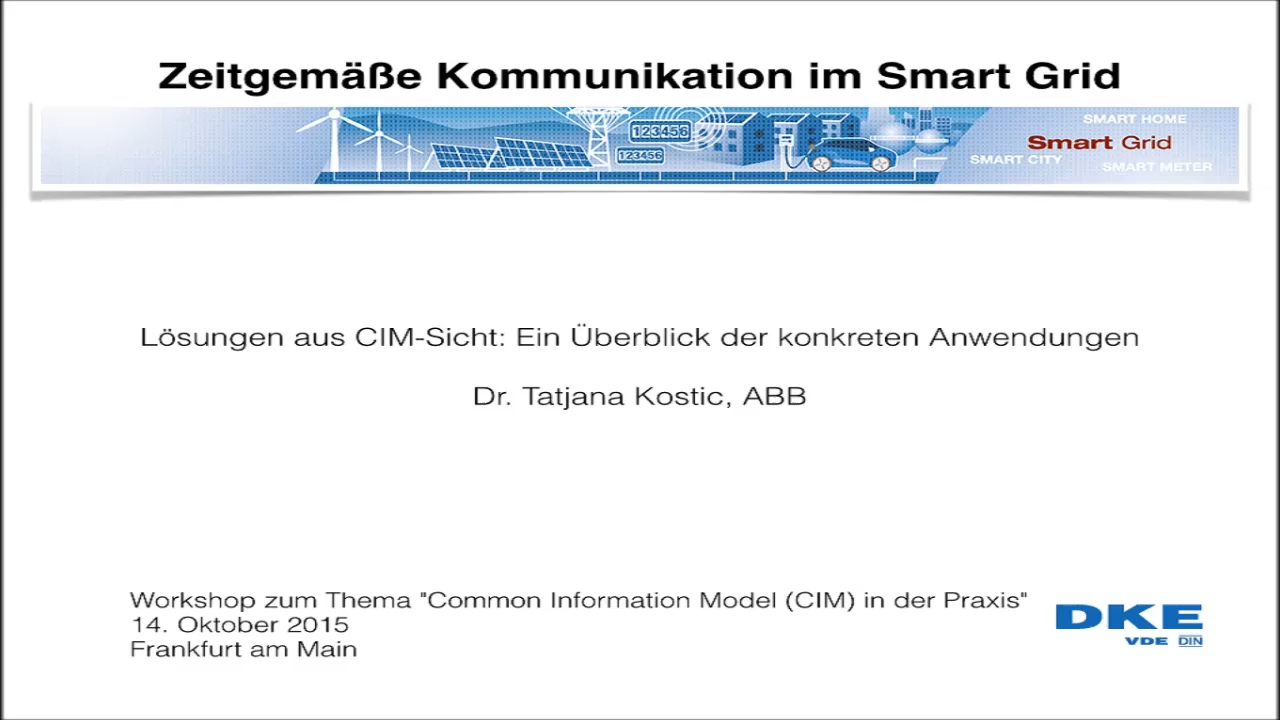 Zeitgemäße Kommunikation im Smart Grid
123456
123456
SMART HOME
Smart Grid
SMART CITY
SMART METER
Lösungen aus CIM-Sicht: Ein Überblick der konkreten Anwendungen
Dr. Tatjana Kostic, ABB
Workshop zum Thema "Common Information Model (CIM) in der Praxis"
14. Oktober 2015
Frankfurt am Main
DKE
VDE DIN